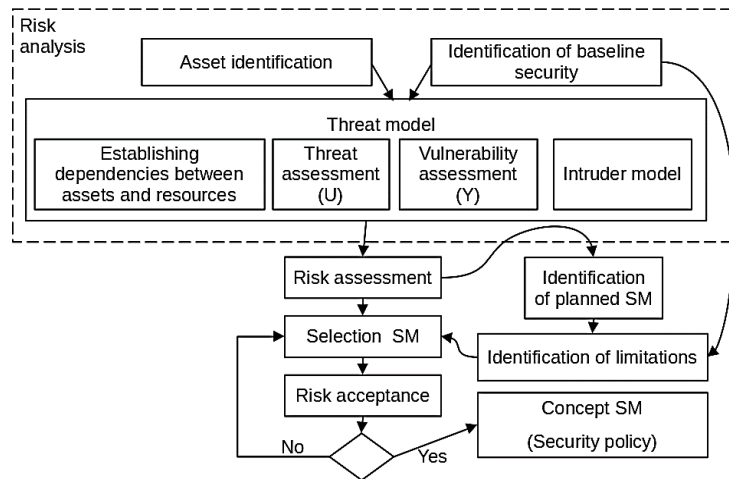 Risk
analysis
Asset identification
Identification of baseline
security
Threat model
Establishing
dependencies between
assets and resources
Threat
assessment
(U)
Vulnerability
assessment
(Y)
Intruder model
Risk assessment
Identification
of planned SM
Selection SM
Identification of limitations
Risk acceptance
Concept SM
(Security policy)
No
Yes